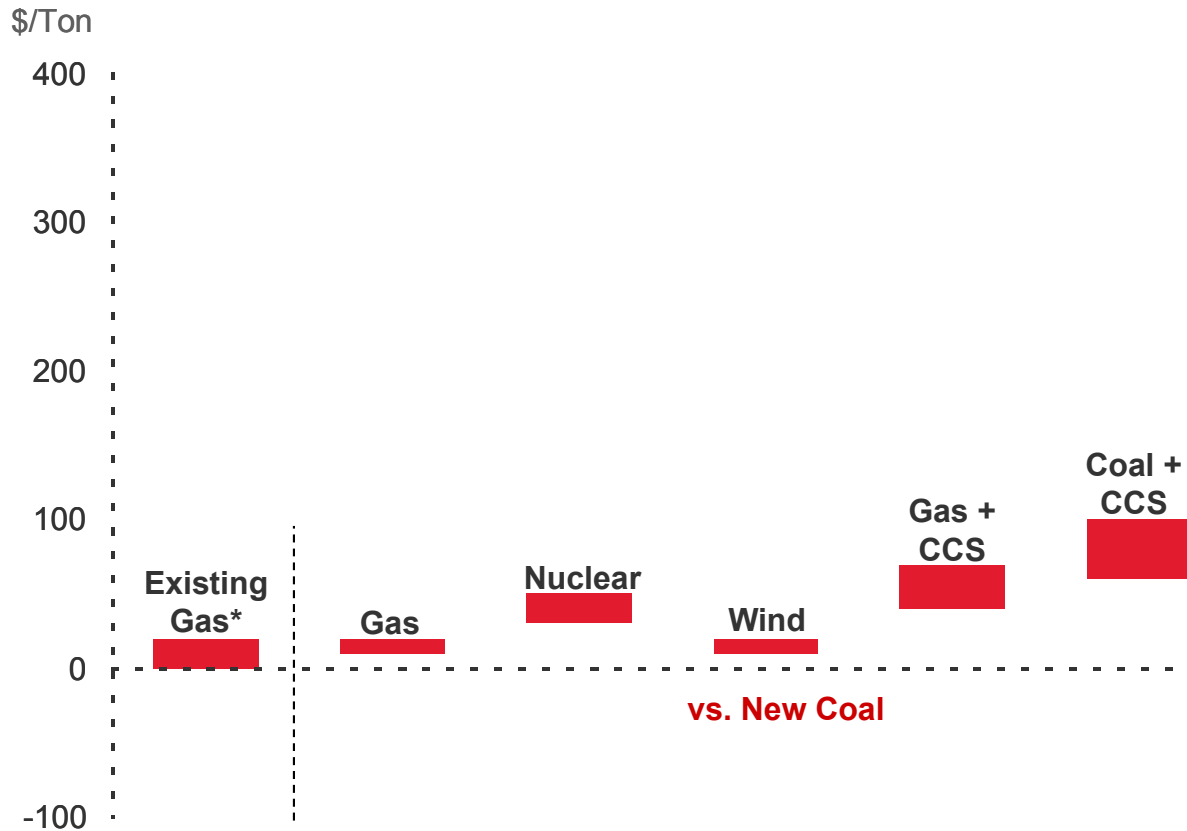 $/Ton
400
300
200
100
0
-100
Existing
Gas*
Gas
Nuclear
Wind
Gas +
CCS
Coal +
CCS
vs. New Coal